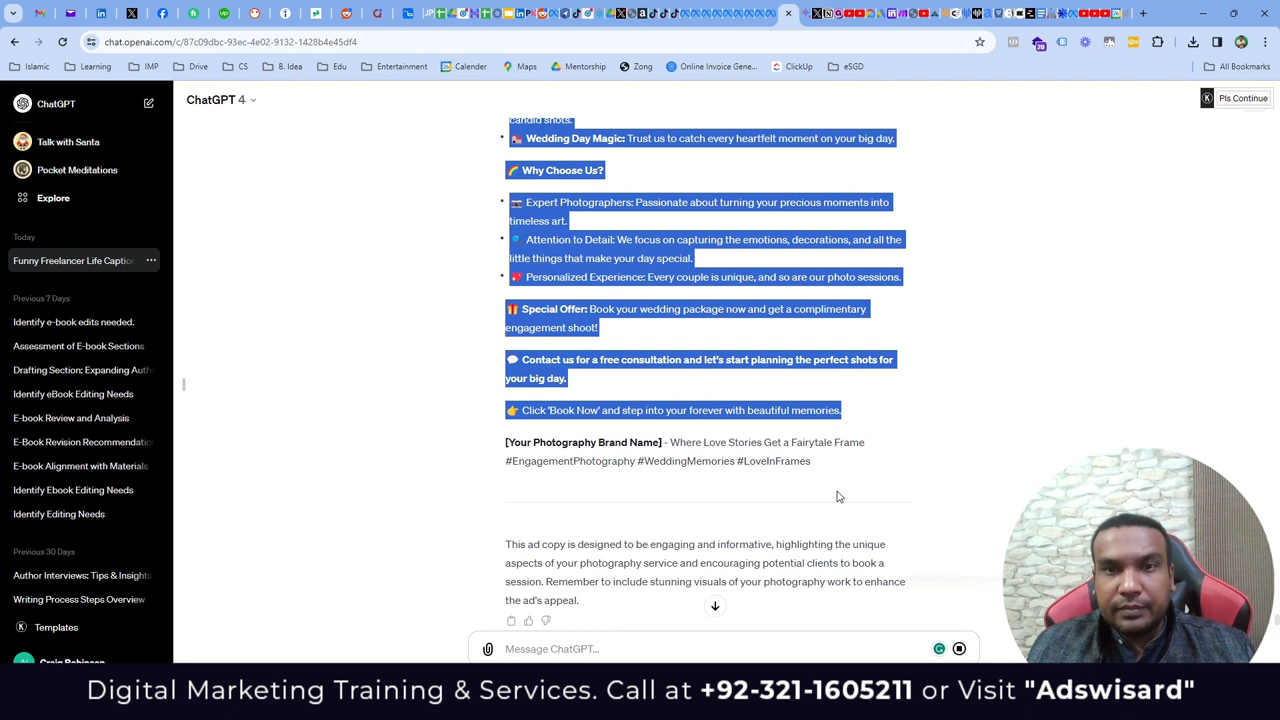 chat.openai.com/c/87c09dbc-93ec-4e02-9132-1428b4e45df4
Islamic
Learning
IMP
Drive
CS
8. Idea
Edu
Entertainment
Calender
Maps
Mentorship
Zong
Online Invoice Gene...
ClickUp
eSGD
All Bookmarks
ChatGPT
ChatGPT 4
Pls Continue
Talk with Santa
Pocket Meditations
Explore
Today
Funny Freelancer Life Captio
Previous 7 Days
Identify e-book edits needed.
Assessment of E-book Sections
Drafting Section: Expanding Auth
Identify eBook Editing Needs
E-book Review and Analysis
E-book Revision Recommendatio
E-book Alignment with Materials
Identify Ebook Editing Needs
Identify Editing Needs
Previous 30 Days
Author Interviews: Tips & Insights
Writing Process Steps Overview
Templates
Craig Robinson
candid shots.
Wedding Day Magic: Trust us to catch every heartfelt moment on your big day.
🌈 Why Choose Us?
📷 Expert Photographers: Passionate about turning your precious moments into
timeless art.
Attention to Detail: We focus on capturing the emotions, decorations, and all the
little things that make your day special.
💖 Personalized Experience: Every couple is unique, and so are our photo sessions.
🎁 Special Offer: Book your wedding package now and get a complimentary
engagement shoot!
💬 Contact us for a free consultation and let's start planning the perfect shots for
your big day.
👉 Click 'Book Now' and step into your forever with beautiful memories.
[Your Photography Brand Name] - Where Love Stories Get a Fairytale Frame
#EngagementPhotography #WeddingMemories #LoveInFrames
This ad copy is designed to be engaging and informative, highlighting the unique
aspects of your photography service and encouraging potential clients to book a
session. Remember to include stunning visuals of your photography work to enhance
the ad's appeal.
Message ChatGPT...
Digital Marketing Training & Services. Call at +92-321-1605211 or Visit "Adswisard"